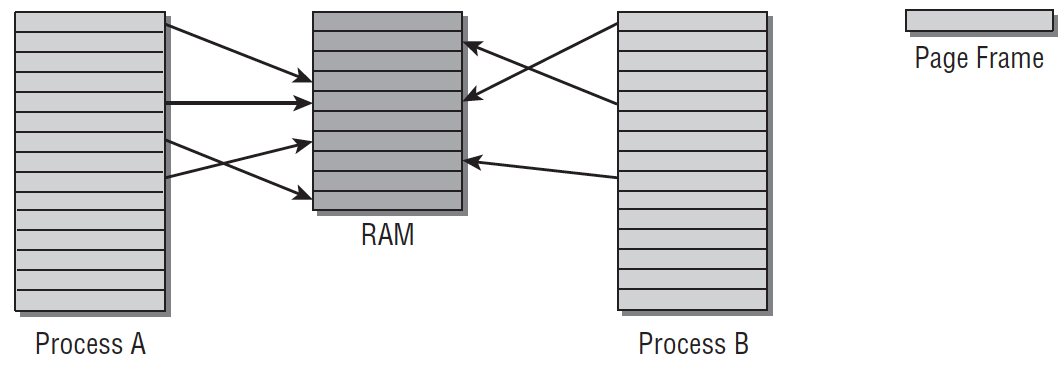 Page Frame
RAM
Process A
Process B